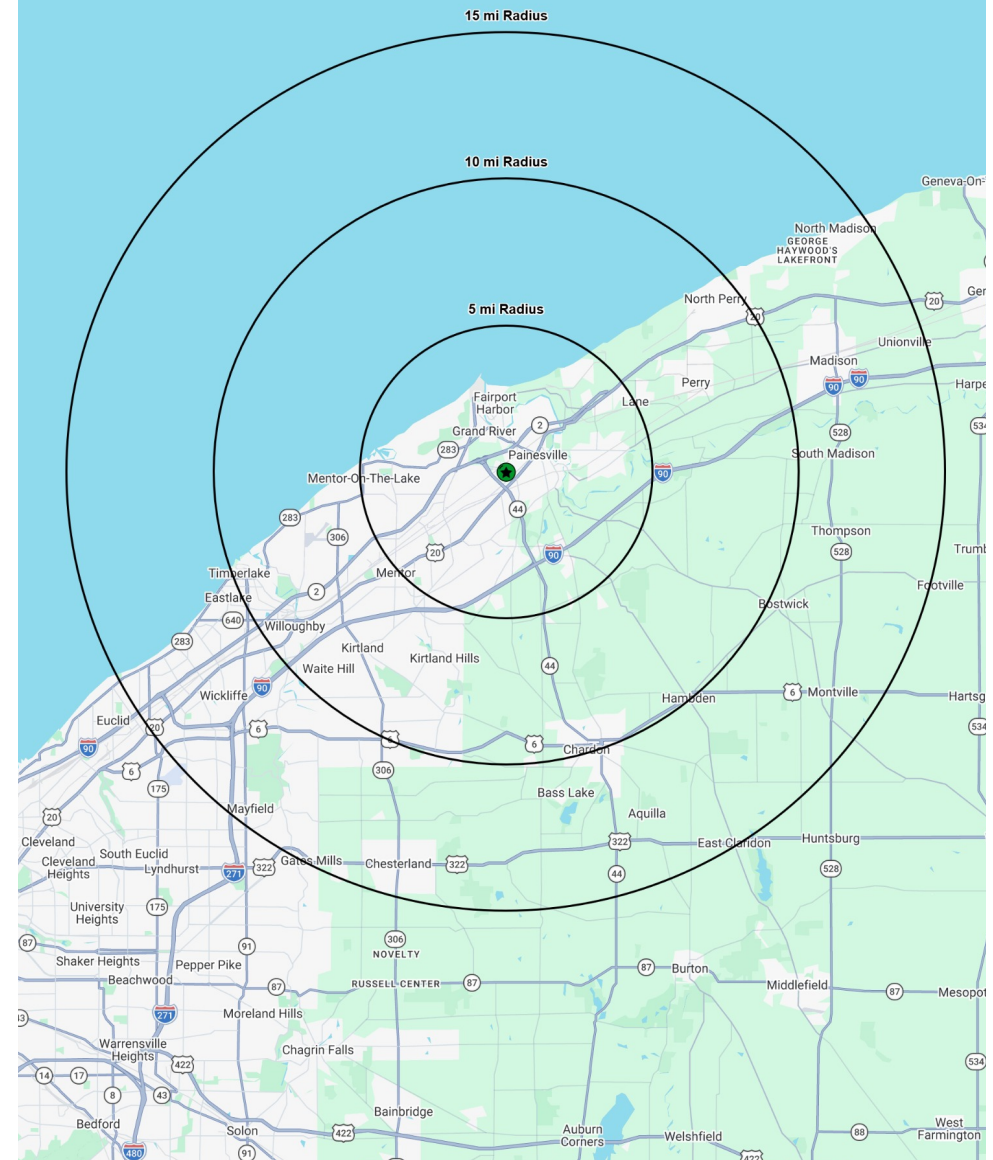 15 mi Radius
10 mi Radius
Geneva-On-
North Madison
GEORGE
HAYWOOD'S
LAKEFRONT
5 mi Radius
North Perry
20
20
Ger
Unionville
Madison
90
90
Harpe
Perry
Lane
Fairport
Harbor
2
Grand River
283
534
528
South Madison
Painesville
90
Mentor-On-The-Lake
44
283
306
Thompson
528
Trumb
20
90
Mentor
Timberlake
Footville
2
Eastlake
Bostwick
640
Willoughby
283
Kirtland
Kirtland Hills
Waite Hill
44
90
Wickliffe
Hambden
6
Montville
Hartsg
Euclid
20
6
6
6
534
90
Chardon
6
306
175
Bass Lake
Mayfield
Aquilla
20
Cleveland
322
East Claridon
Huntsburg
South Euclid
Cleveland
Heights
Lyndhurst
271
322
Gates Mills
Chesterland
322
44
528
University
Heights
175
87
91
306
NOVELTY
Shaker Heights
Pepper Pike
87
Burton
Beachwood
87
RUSSELL CENTER
87
Middlefield
87
Mesopot
271
Moreland Hills
Warrensville
Heights
Chagrin Falls
422
534
14
17
8
43
Bainbridge
Bedford
Solon
422
Auburn
Corners
Welshfield
88
West
Farmington
480
91
422